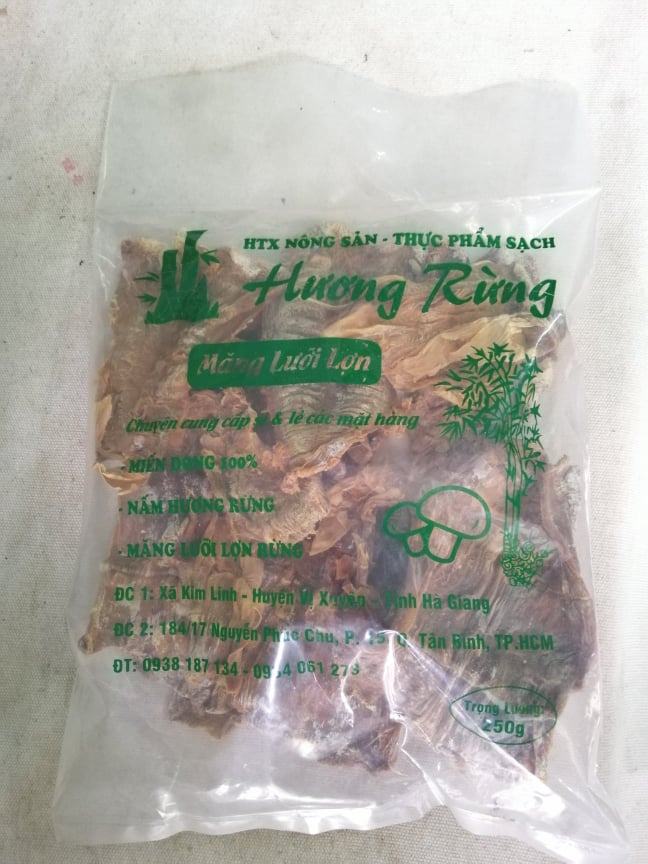 HTX NÔNG SẢN - THỰC PHẨM SẠCH
Hương Rừng
Măng Lưỡi Lợn
Chuyên cung cấp sỉ & lẻ các mặt hàng
- MIẾN DONG 100%
- NẤM HƯƠNG RỪNG
- MĂNG LƯỠI LỢN RỪNG
ĐC 1: Xã Kim Linh - Huyện Vị Xuyên - Tỉnh Hà Giang
ĐC 2: 184/17 Nguyễn Phúc Chu, P. Tân Bình, TP.HCM
ĐT: 0938 187 134 -
Trọng Lượng:
250g